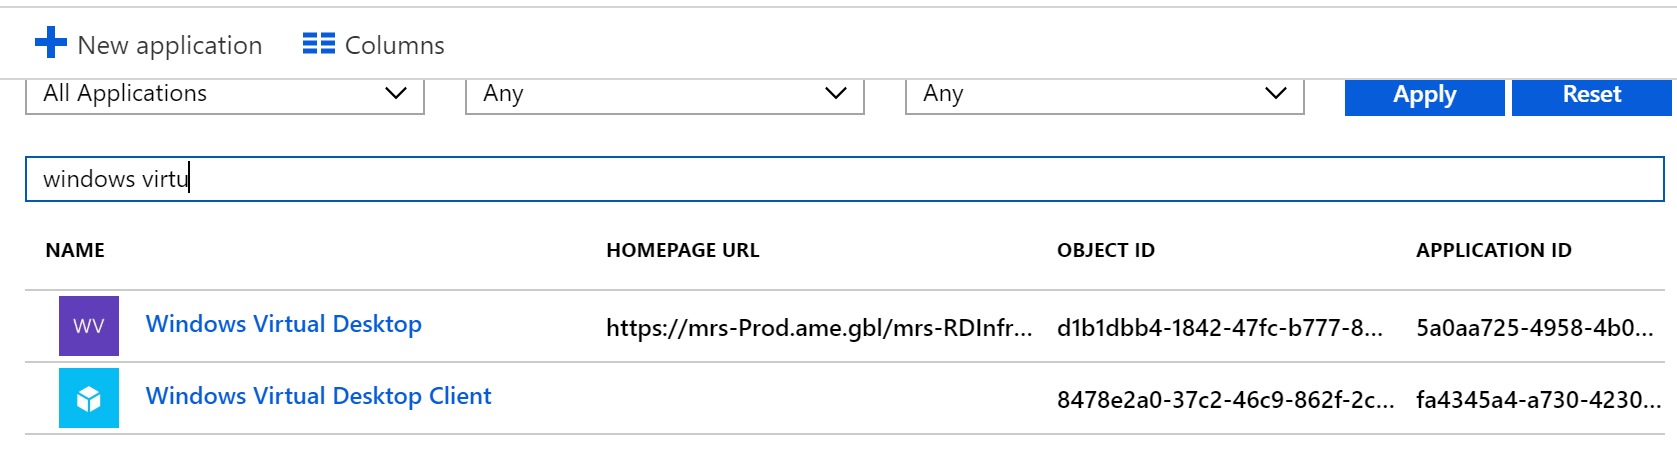 New application Columns
All Applications Any Any Apply Reset
windows virtu
NAME HOMEPAGE URL OBJECT ID APPLICATION ID
WV Windows Virtual Desktop https://mrs-Prod.ame.gbl/mrs-RDInfr... d1b1dbb4-1842-47fc-b777-8... 5a0aa725-4958-4b0...
Windows Virtual Desktop Client 8478e2a0-37c2-46c9-862f-2c... fa4345a4-a730-4230...